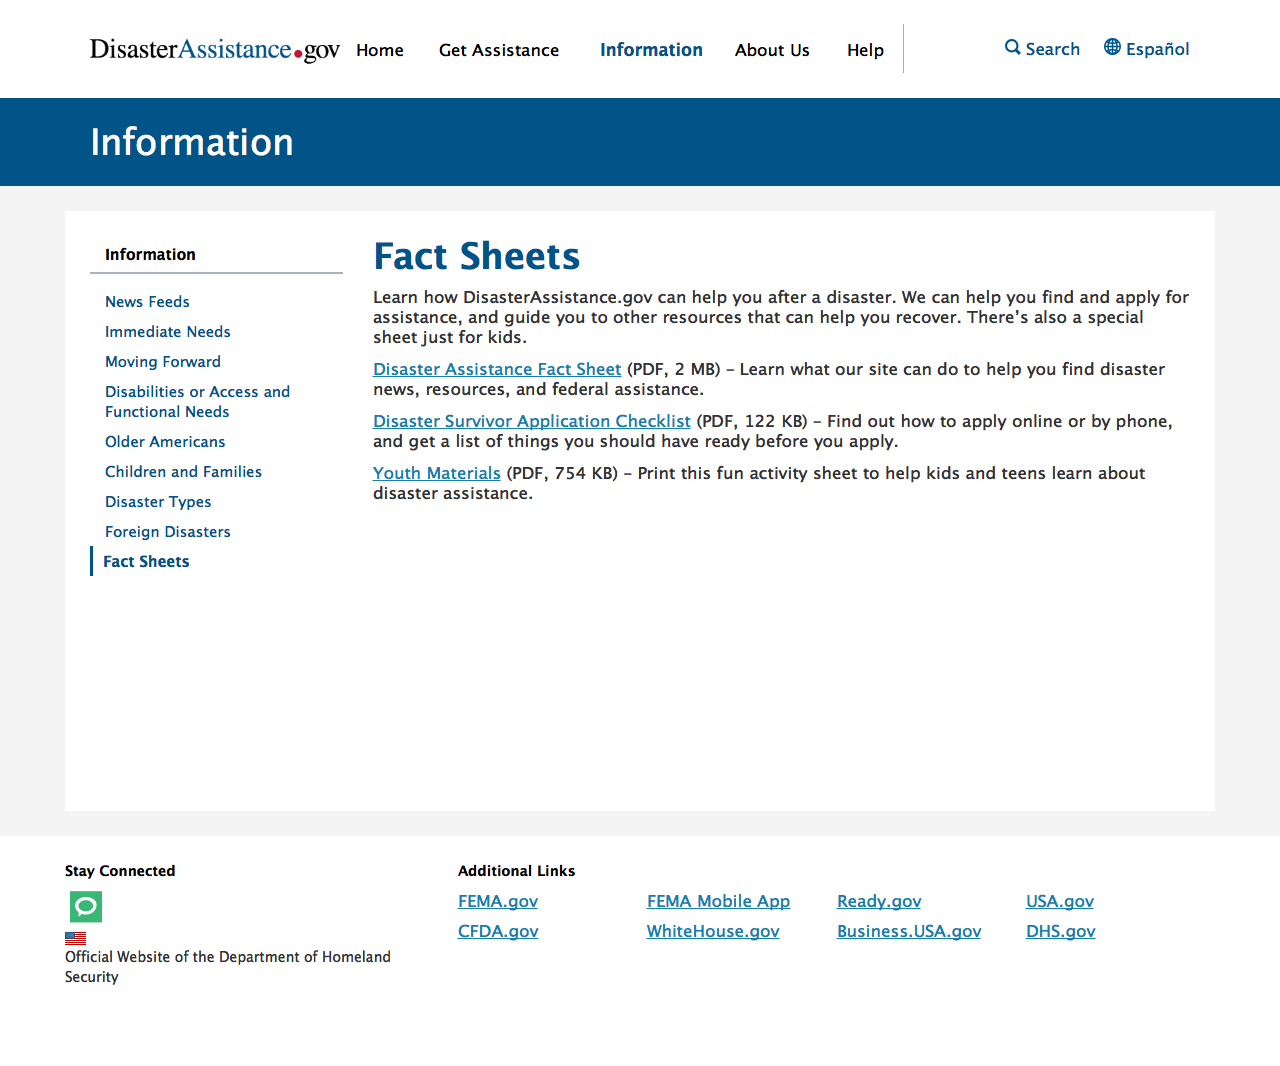 DisasterAssistance.gov Home Get Assistance Information About Us Help Search Español
Information
Information
News Feeds
Immediate Needs
Moving Forward
Disabilities or Access and
Functional Needs
Older Americans
Children and Families
Disaster Types
Foreign Disasters
Fact Sheets
Fact Sheets
Learn how DisasterAssistance.gov can help you after a disaster. We can help you find and apply for
assistance, and guide you to other resources that can help you recover. There’s also a special
sheet just for kids.
Disaster Assistance Fact Sheet (PDF, 2 MB) – Learn what our site can do to help you find disaster
news, resources, and federal assistance.
Disaster Survivor Application Checklist (PDF, 122 KB) – Find out how to apply online or by phone,
and get a list of things you should have ready before you apply.
Youth Materials (PDF, 754 KB) – Print this fun activity sheet to help kids and teens learn about
disaster assistance.
Stay Connected
Official Website of the Department of Homeland
Security
Additional Links
FEMA.gov FEMA Mobile App Ready.gov USA.gov
CFDA.gov WhiteHouse.gov Business.USA.gov DHS.gov